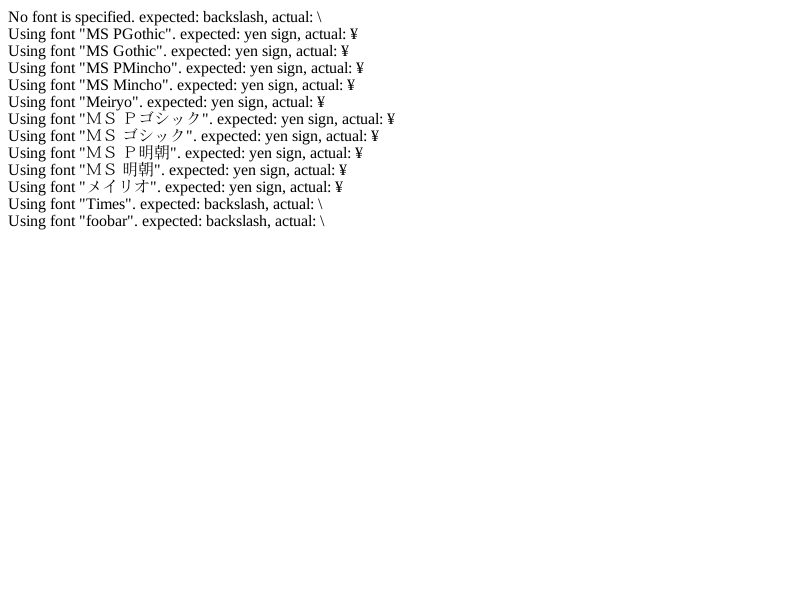 No font is specified. expected: backslash, actual: \
Using font "MS PGothic". expected: yen sign, actual: ¥
Using font "MS Gothic". expected: yen sign, actual: ¥
Using font "MS PMincho". expected: yen sign, actual: ¥
Using font "MS Mincho". expected: yen sign, actual: ¥
Using font "Meiryo". expected: yen sign, actual: ¥
Using font "ＭＳ Ｐゴシック". expected: yen sign, actual: ¥
Using font "ＭＳ ゴシック". expected: yen sign, actual: ¥
Using font "ＭＳ Ｐ明朝". expected: yen sign, actual: ¥
Using font "ＭＳ 明朝". expected: yen sign, actual: ¥
Using font "メイリオ". expected: yen sign, actual: ¥
Using font "Times". expected: backslash, actual: \
Using font "foobar". expected: backslash, actual: \